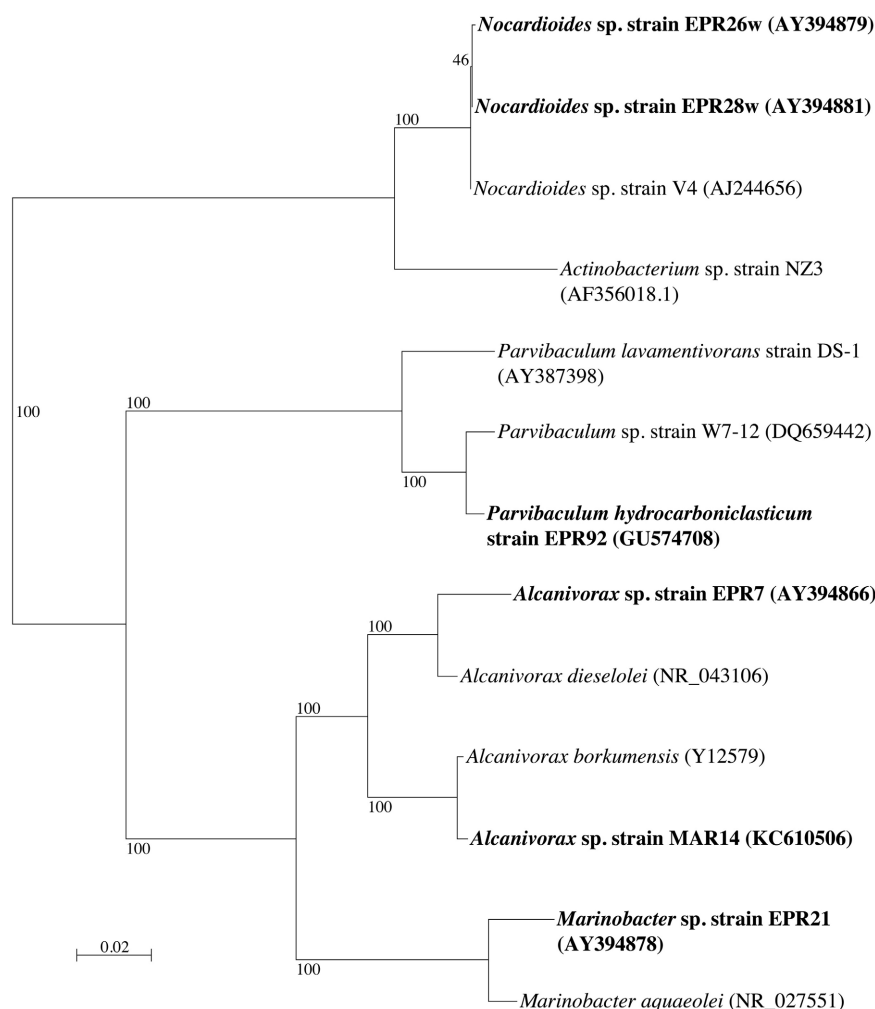 Nocardioides sp. strain EPR26w (AY394879)
46
Nocardioides sp. strain EPR28w (AY394881)
100
Nocardioides sp. strain V4 (AJ244656)
Actinobacterium sp. strain NZ3
(AF356018.1)
Parvibaculum lavamentivorans strain DS-1
(AY387398)
100
100
Parvibaculum sp. strain W7-12 (DQ659442)
100
Parvibaculum hydrocarboniclasticum
strain EPR92 (GU574708)
Alcanivorax sp. strain EPR7 (AY394866)
100
Alcanivorax dieselolei (NR_043106)
100
Alcanivorax borkumensis (Y12579)
100
Alcanivorax sp. strain MAR14 (KC610506)
100
Marinobacter sp. strain EPR21
(AY394878)
0.02
100
Marinobacter aquaeolei (NR_027551)